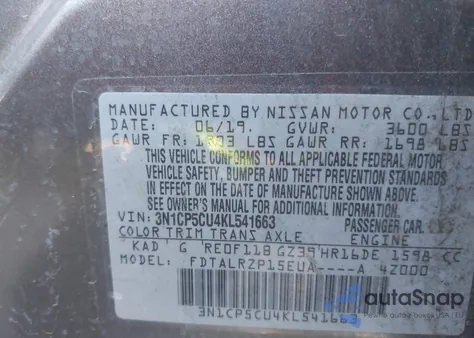 MANUFACTURED BY NISSAN MOTOR CO., LTD
DATE: 06/19. GVWR: 3600 LBS
GAWR FR: 1903 LBS GAWR RR: 1698 LBS
THIS VEHICLE CONFORMS TO ALL APPLICABLE FEDERAL MOTOR
VEHICLE SAFETY, BUMPER AND THEFT PREVENTION STANDARDS
IN EFFECT ON THE DATE OF MANUFACTURE SHOWN ABOVE.
SEE OWNER'S MANUAL FOR ADDITIONAL INFORMATION.
VIN: 3N1CP5CU4KL541663 PASSENGER CAR
COLOR TRIM TRANS AXLE ENGINE
KAD G RE0F11B GZ39 HR16DE 1598 CC
MODEL: FDTALRZP15EUA----A 42000
3N1CP5CU4KL541663
autoSnap